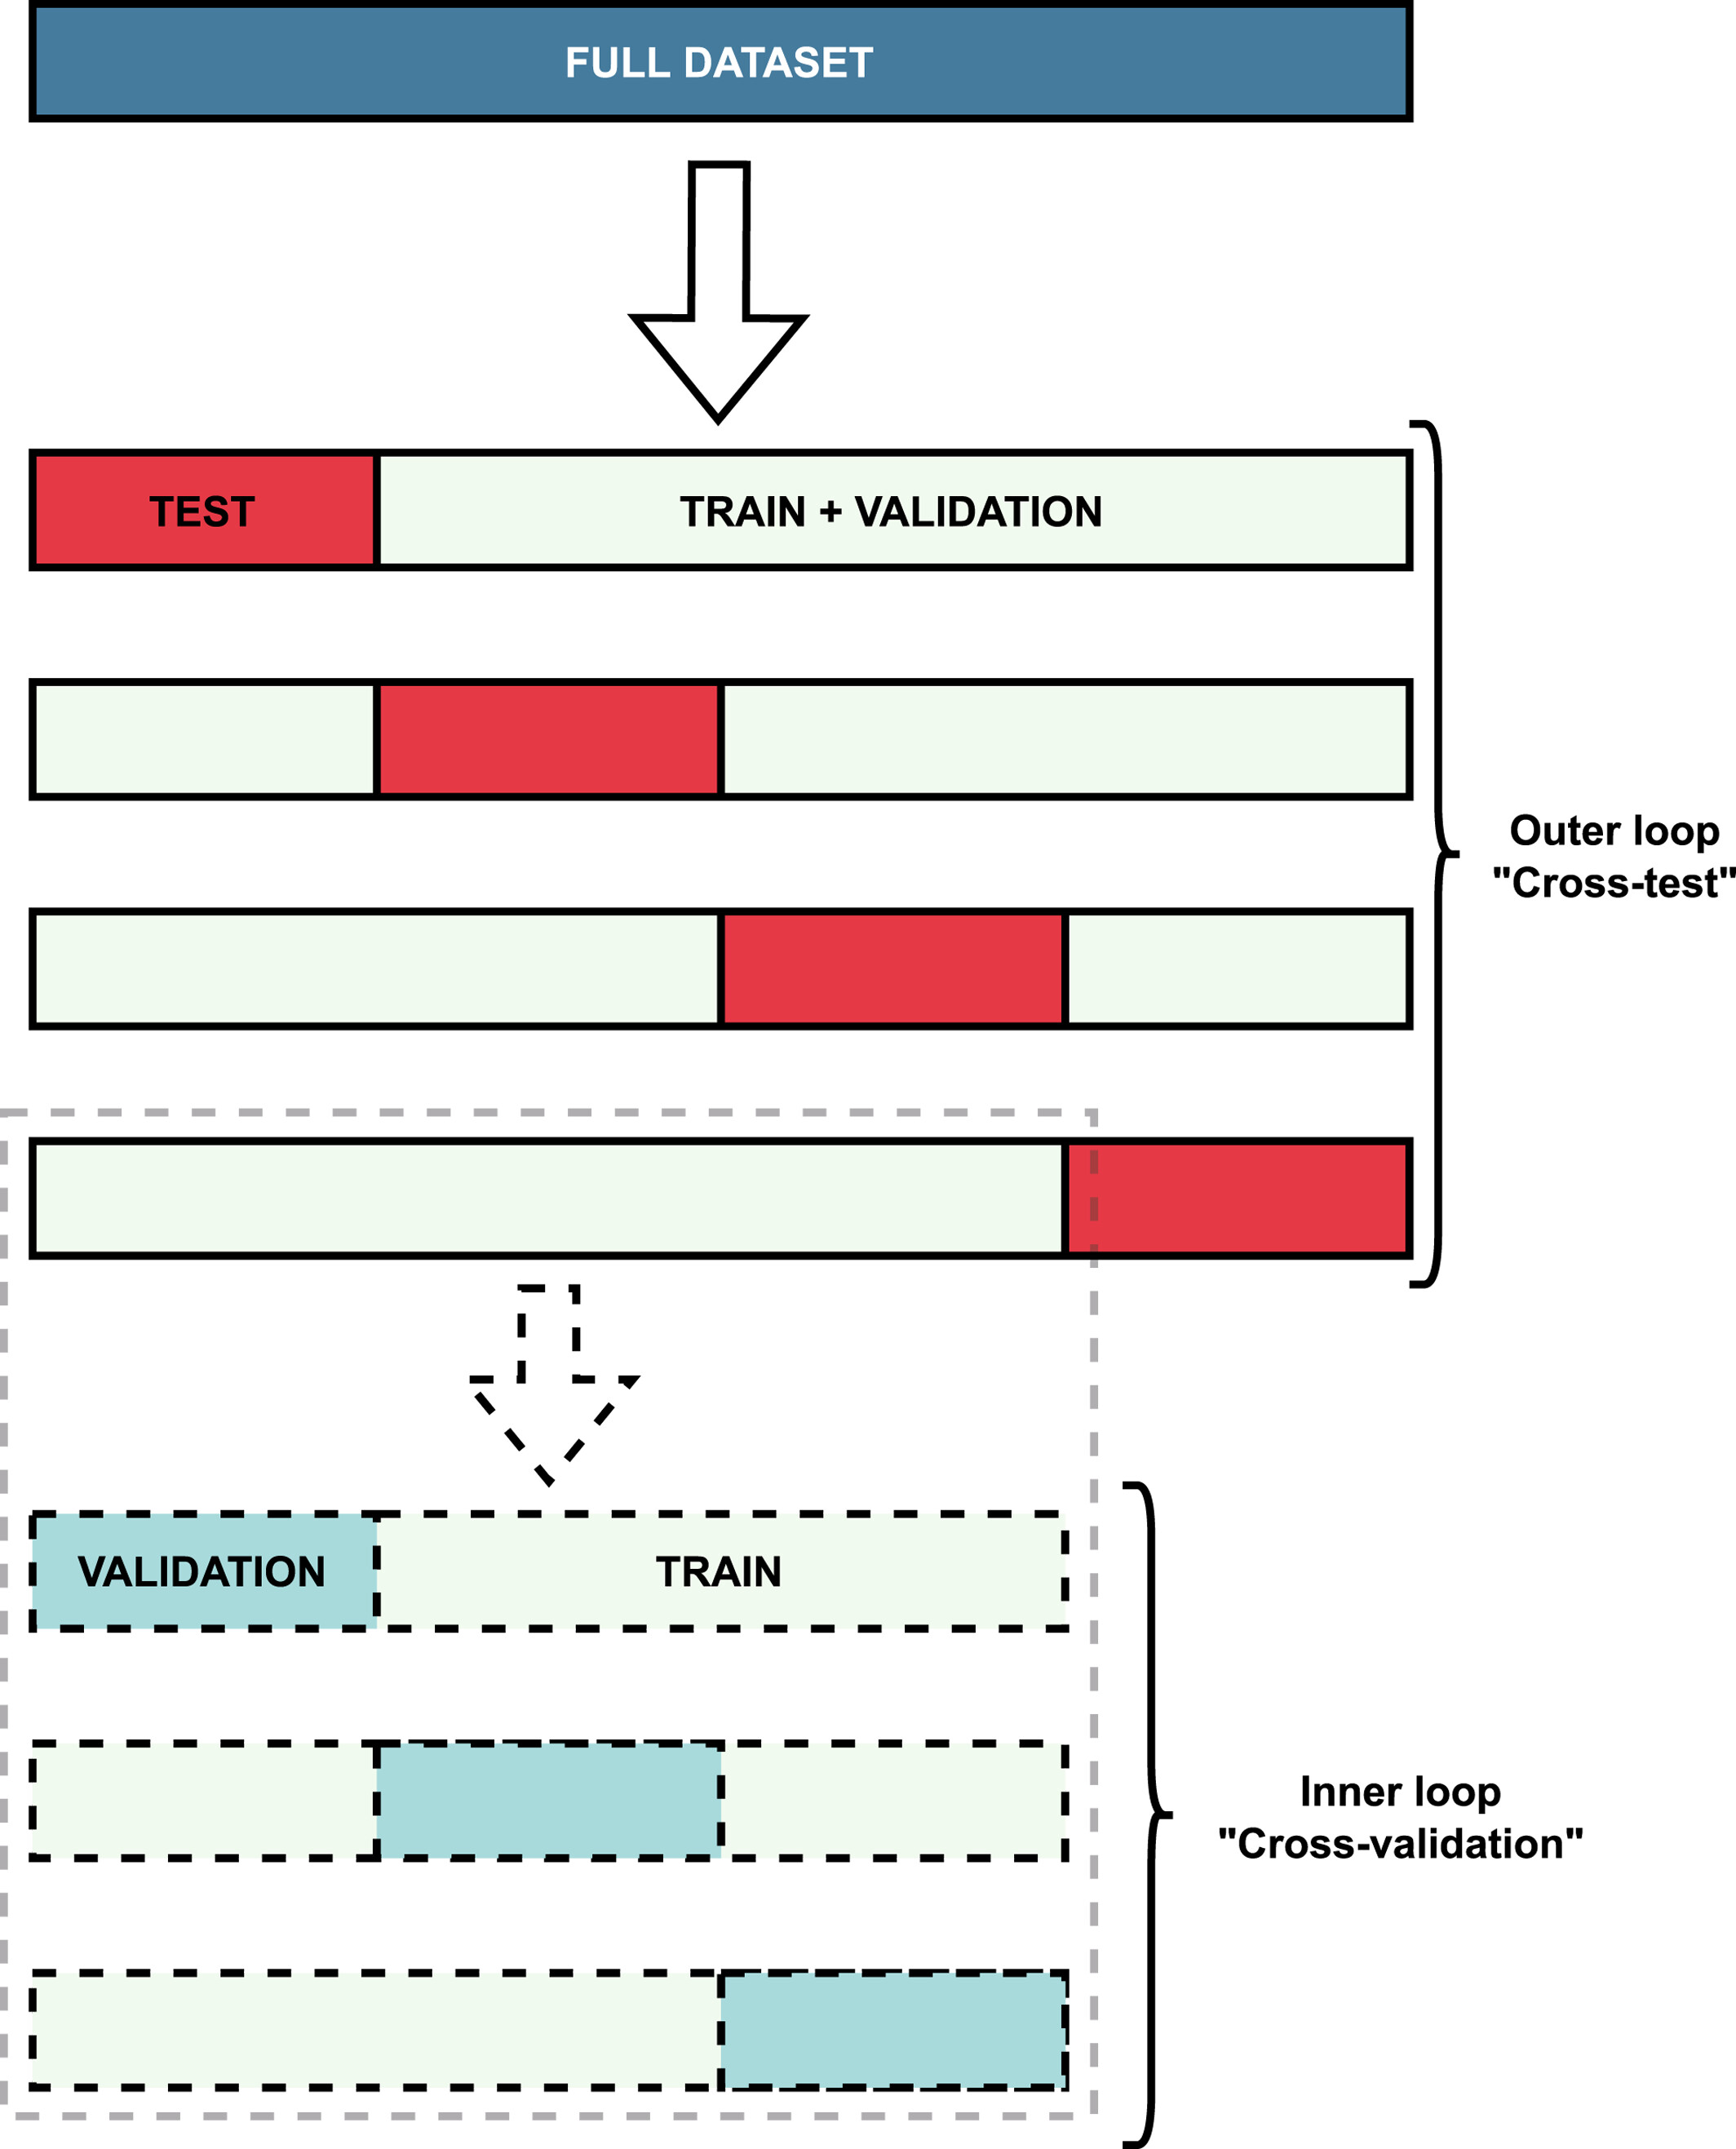 FULL DATASET
TEST
TRAIN + VALIDATION
Outer loop
"Cross-test"
VALIDATION
TRAIN
Inner loop
"Cross-validation"